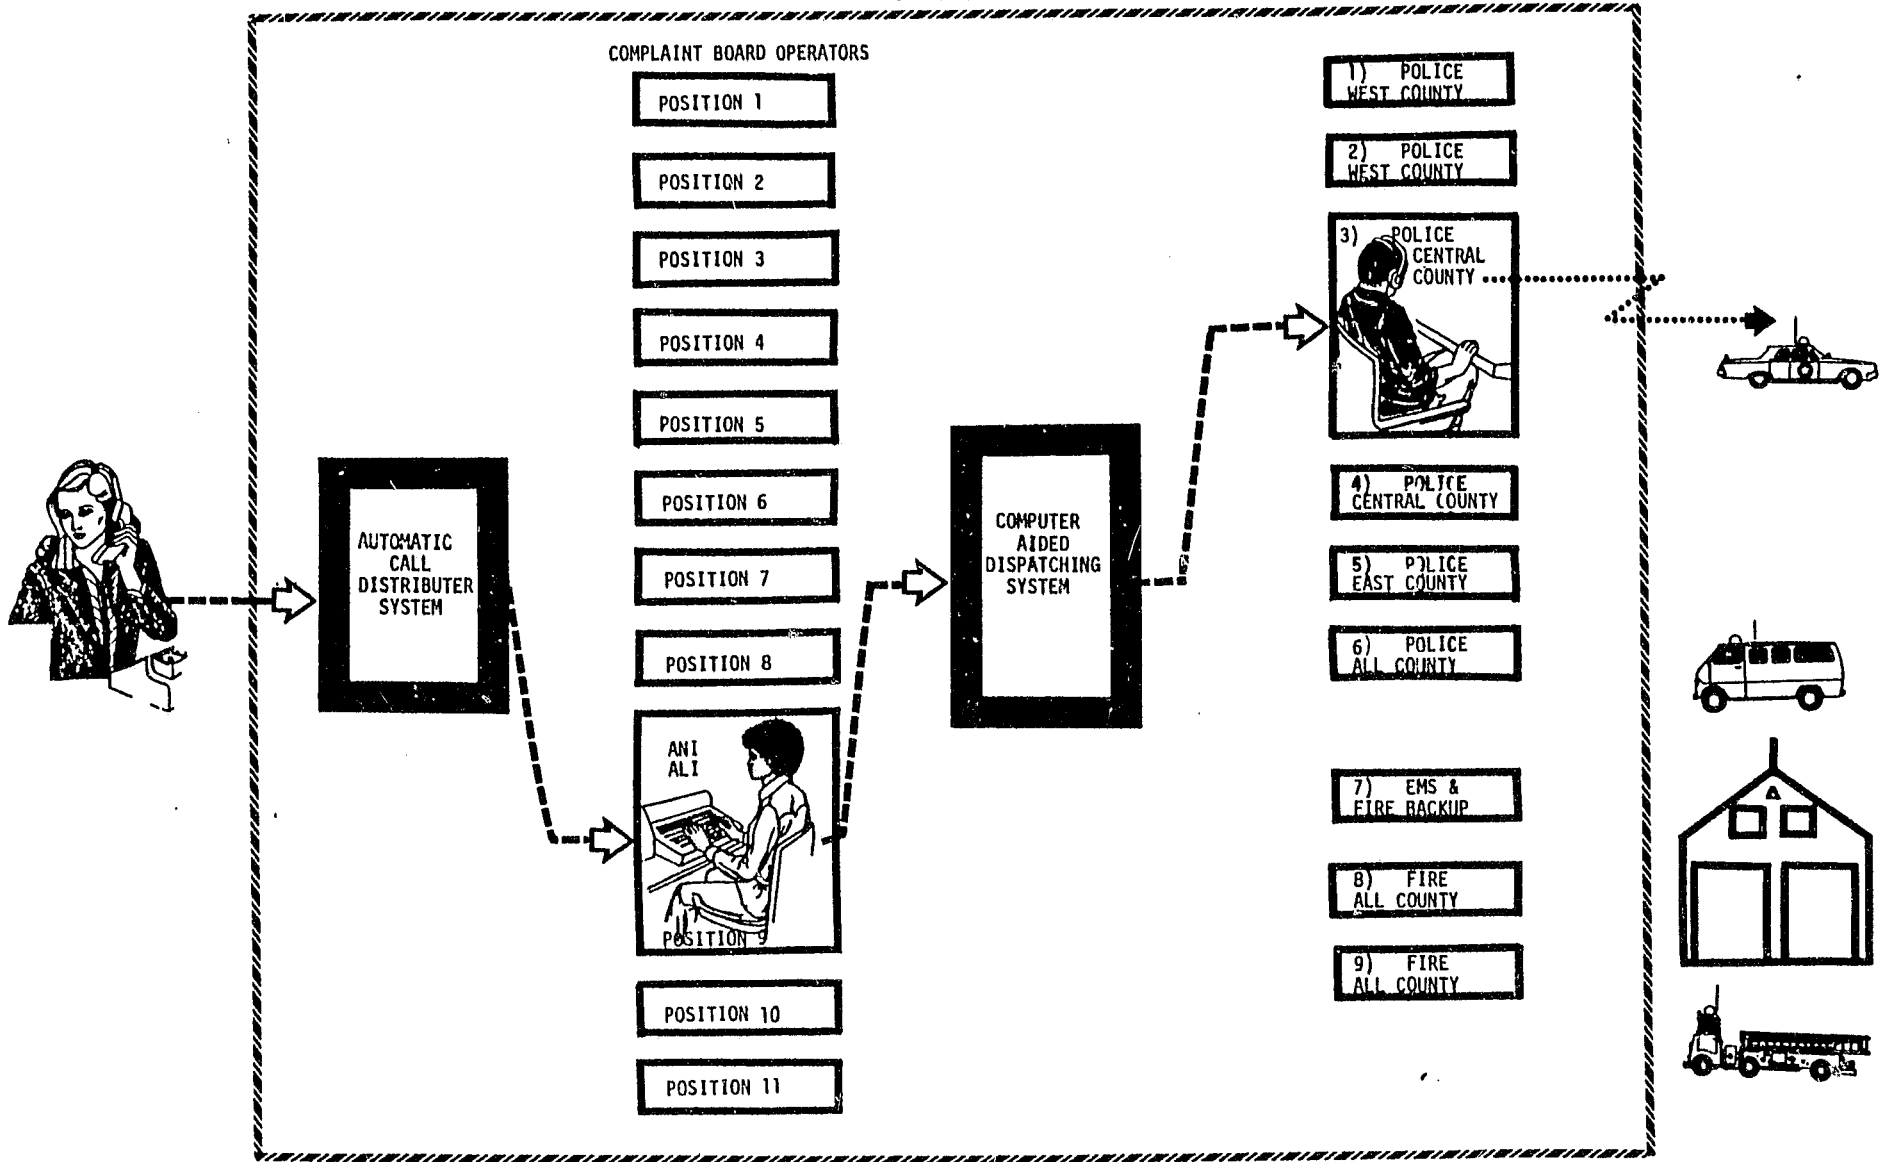 COMPLAINT BOARD OPERATORS
POSITION 1
POSITION 2
POSITION 3
POSITION 4
POSITION 5
POSITION 6
POSITION 7
POSITION 8
ANI
ALI
POSITION 9
POSITION 10
POSITION 11
AUTOMATIC
CALL
DISTRIBUTER
SYSTEM
COMPUTER
AIDED
DISPATCHING
SYSTEM
1) POLICE
WEST COUNTY
2) POLICE
WEST COUNTY
3) POLICE
CENTRAL
COUNTY
4) POLICE
CENTRAL COUNTY
5) POLICE
EAST COUNTY
6) POLICE
ALL COUNTY
7) EMS &
FIRE BACKUP
8) FIRE
ALL COUNTY
9) FIRE
ALL COUNTY